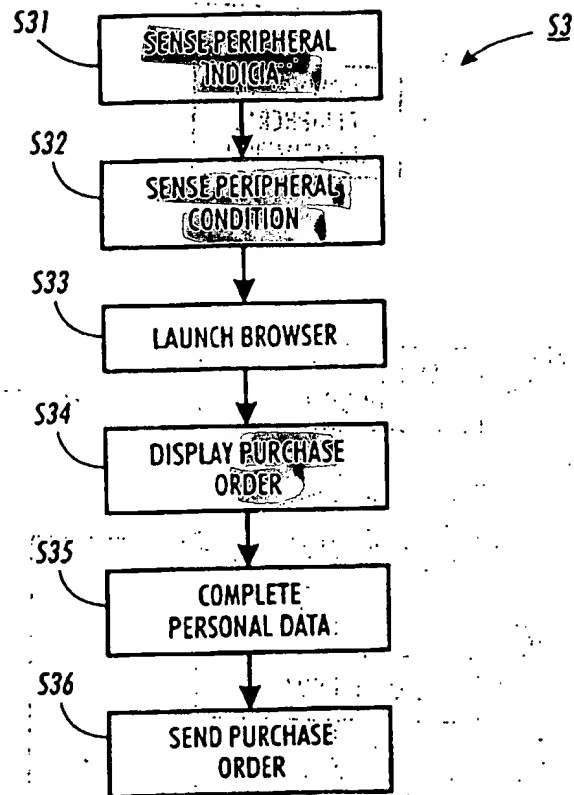 S31
S3
SENSE PERIPHERAL
INDICIA
S32
SENSE PERIPHERAL
CONDITION
S33
LAUNCH BROWSER
S34
DISPLAY PURCHASE
ORDER
S35
COMPLETE
PERSONAL DATA
S36
SEND PURCHASE
ORDER